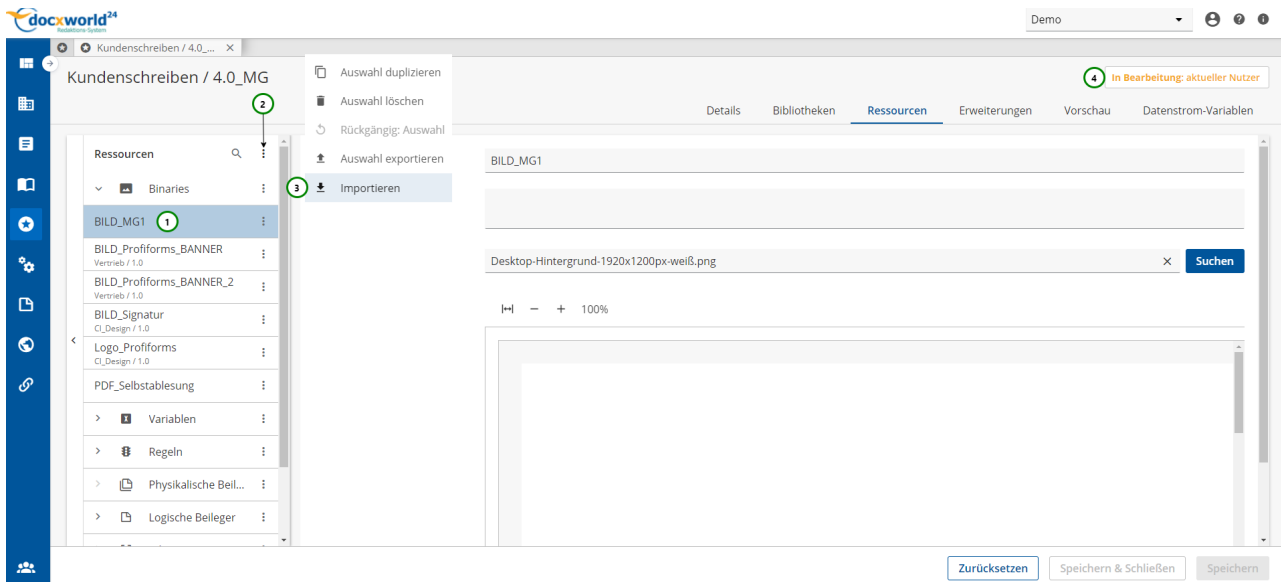 docxworld24
Redaktions-System
Demo
Kundenschreiben / 4.0_...
Kundenschreiben / 4.0_MG
4 In Bearbeitung: aktueller Nutzer
Details Bibliotheken Ressourcen Erweiterungen Vorschau Datenstrom-Variablen
2
Auswahl duplizieren
Auswahl löschen
Rückgängig: Auswahl
Auswahl exportieren
3 Importieren
Ressourcen
Binaries
BILD_MG1 1
BILD_Profiforms_BANNER
Vertrieb / 1.0
BILD_Profiforms_BANNER_2
Vertrieb / 1.0
BILD_Signatur
CI_Design / 1.0
Logo_Profiforms
CI_Design / 1.0
PDF_Selbstablesung
Variablen
Regeln
Physikalische Beil...
Logische Beileger
BILD_MG1
Desktop-Hintergrund-1920x1200px-weiß.png
Suchen
100%
Zurücksetzen Speichern & Schließen Speichern